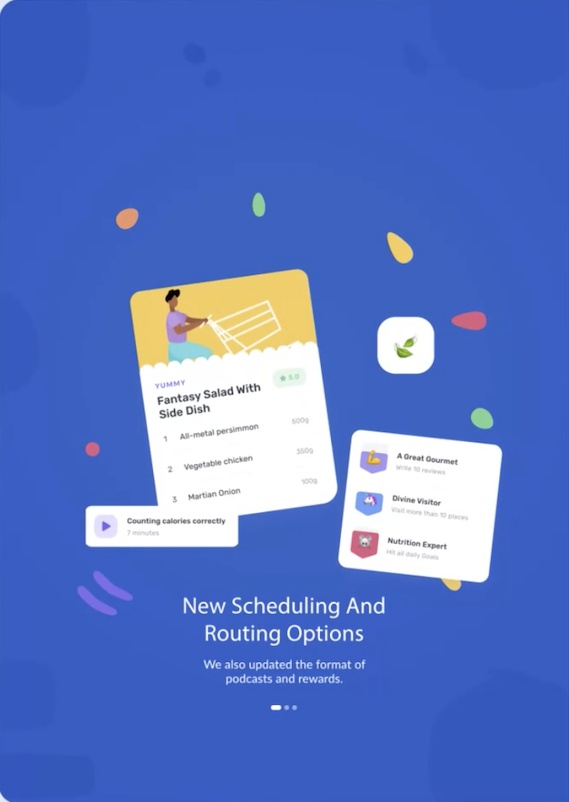 YUMMY
5.0
Fantasy Salad With
Side Dish
1 All-metal persimmon 500g
2 Vegetable chicken 350g
3 Martian Onion 100g
Counting calories correctly
7 minutes
A Great Gourmet
Write 10 reviews
Divine Visitor
Visit more than 10 places
Nutrition Expert
Hit all daily Goals
New Scheduling And
Routing Options
We also updated the format of
podcasts and rewards.